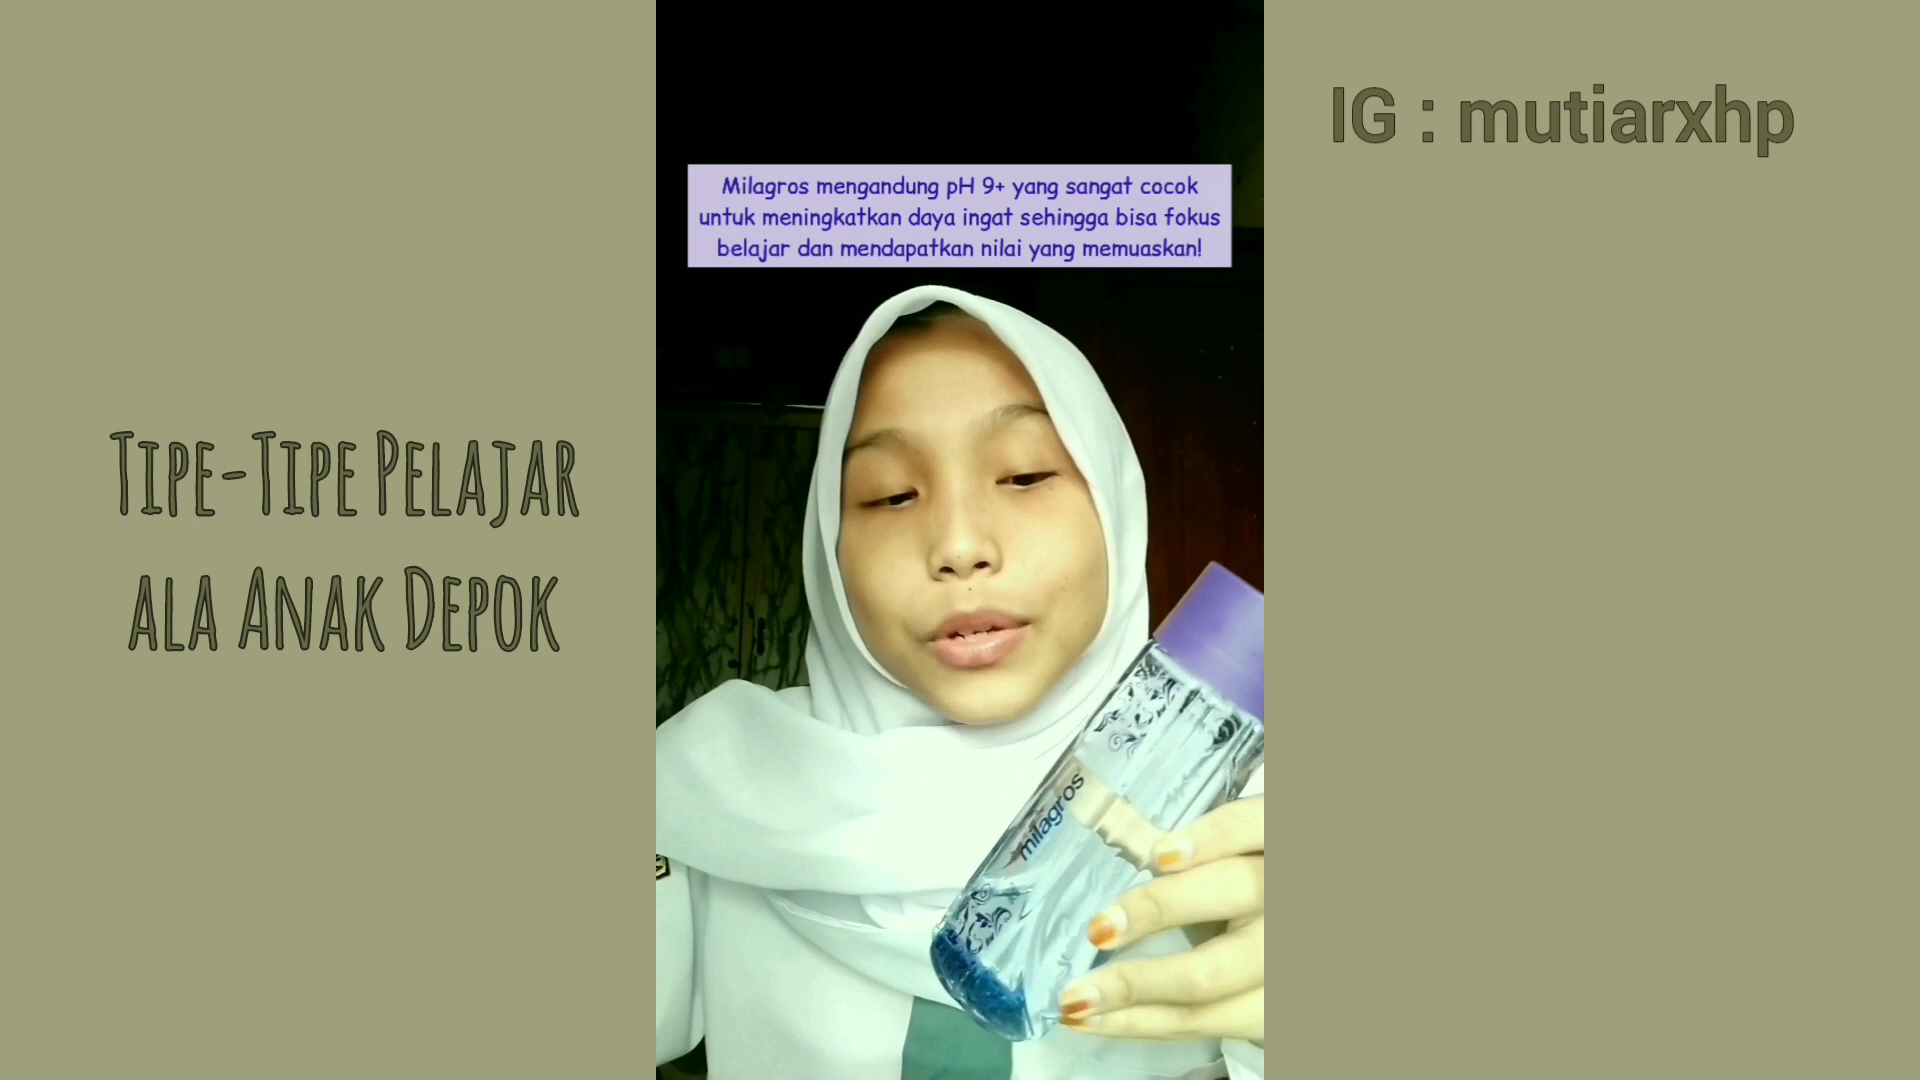 IG : mutiarxhp
Milagros mengandung pH 9+ yang sangat cocok
untuk meningkatkan daya ingat sehingga bisa fokus
belajar dan mendapatkan nilai yang memuaskan!
Tipe-Tipe Pelajar
ala Anak Depok
milagros